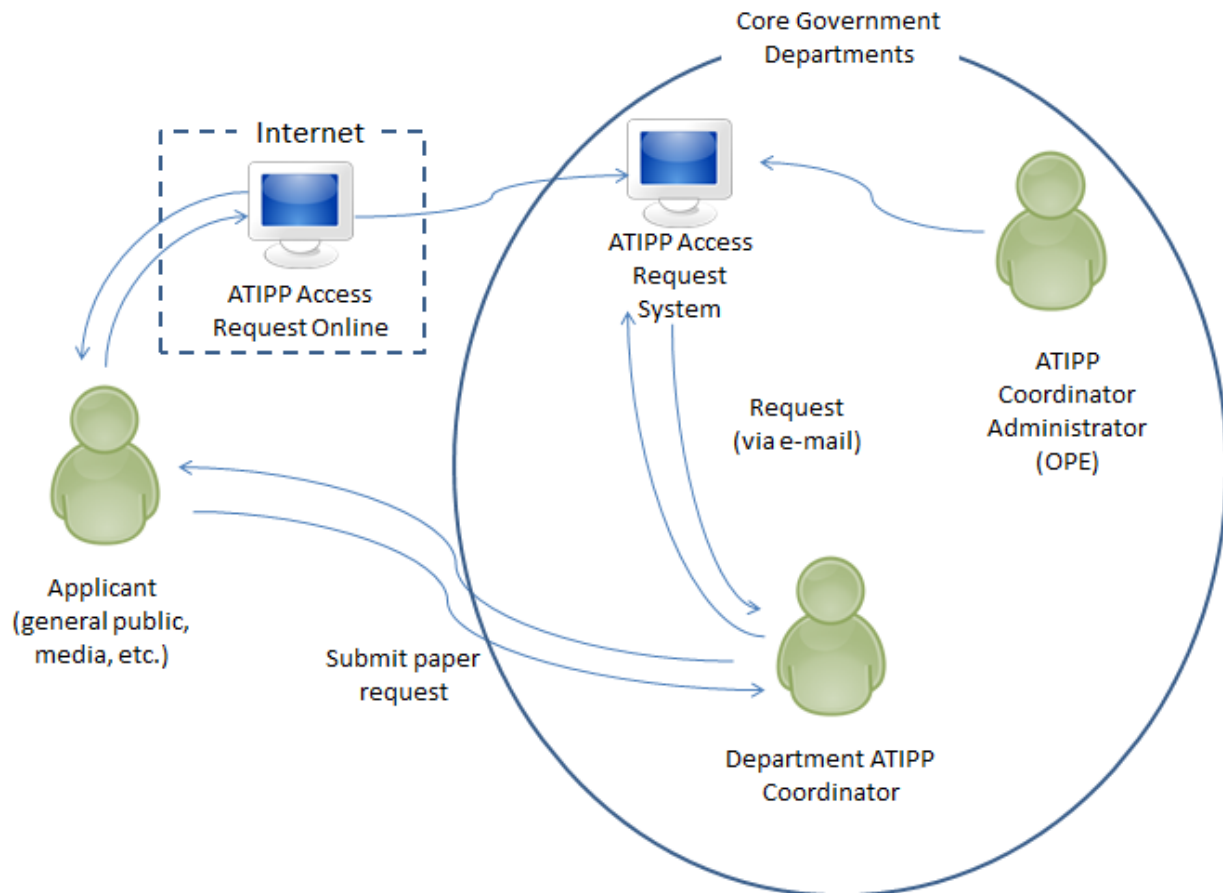 Core Government
Departments
Internet
ATIPP Access
Request Online
ATIPP Access
Request
System
ATIPP
Coordinator
Administrator
(OPE)
Request
(via e-mail)
Applicant
(general public,
media, etc.)
Submit paper
request
Department ATIPP
Coordinator